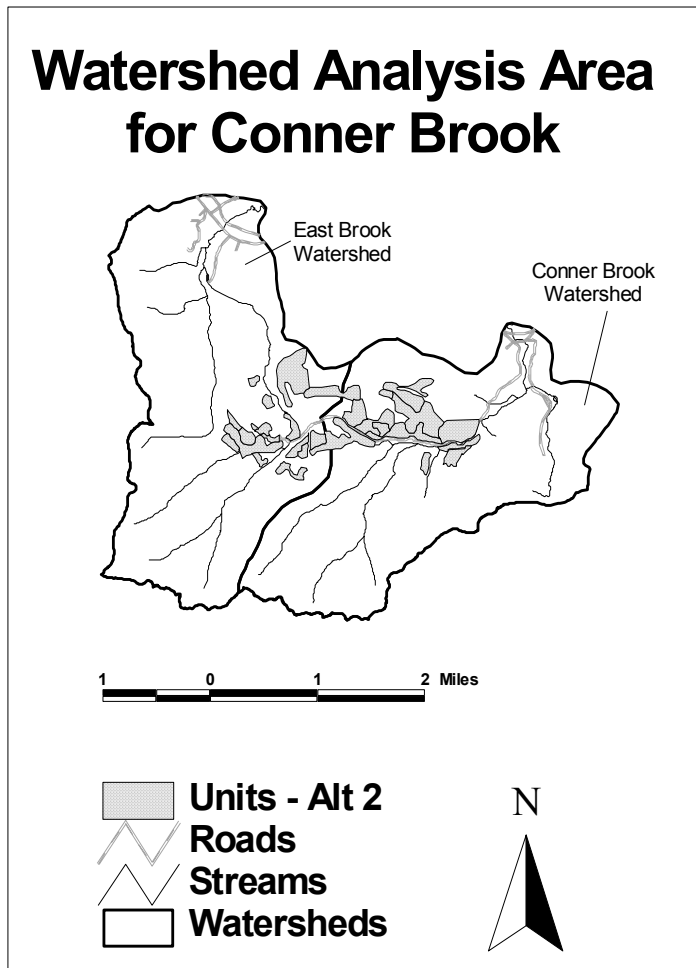 Watershed Analysis Area
for Conner Brook
East Brook
Watershed
Conner Brook
Watershed
1 0 1 2 Miles
Units - Alt 2
Roads
Streams
Watersheds
N